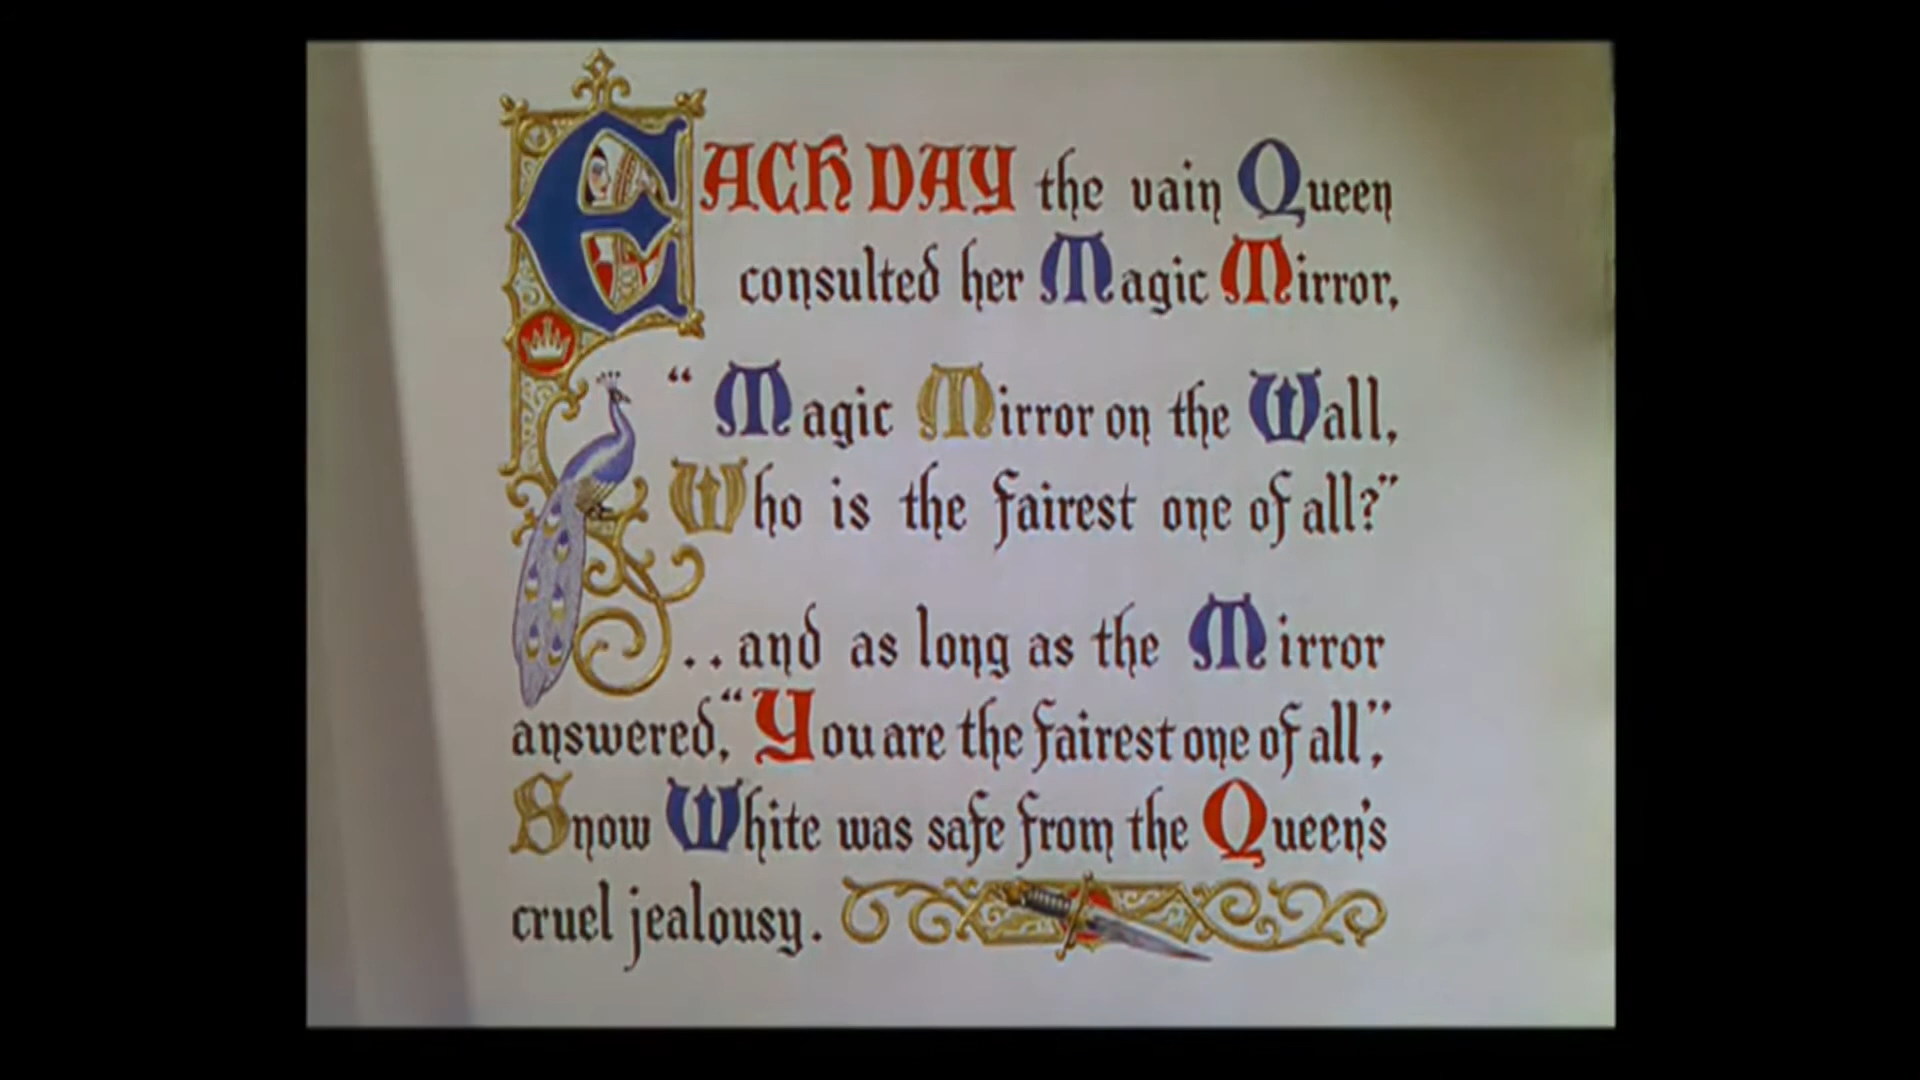 EACH DAY the vain Queen
consulted her Magic Mirror,
“Magic Mirror on the Wall,
Who is the fairest one of all?”
..and as long as the Mirror
answered, “You are the fairest one of all”,
Snow White was safe from the Queen's
cruel jealousy.